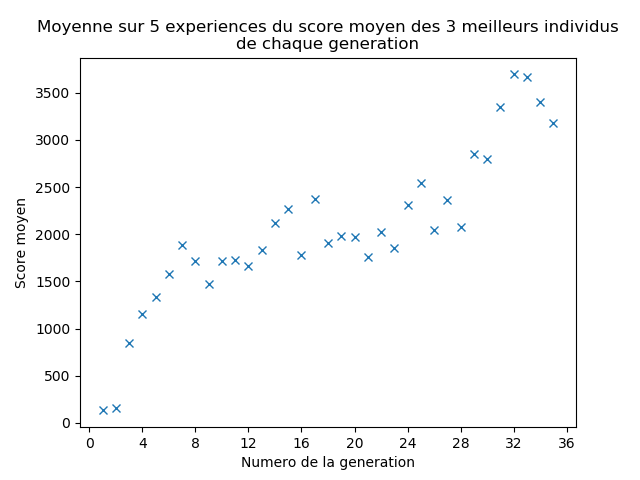 Moyenne sur 5 experiences du score moyen des 3 meilleurs individus
de chaque generation
3500
3000
2500
2000
1500
1000
500
0
Score moyen
0 4 8 12 16 20 24 28 32 36
Numero de la generation